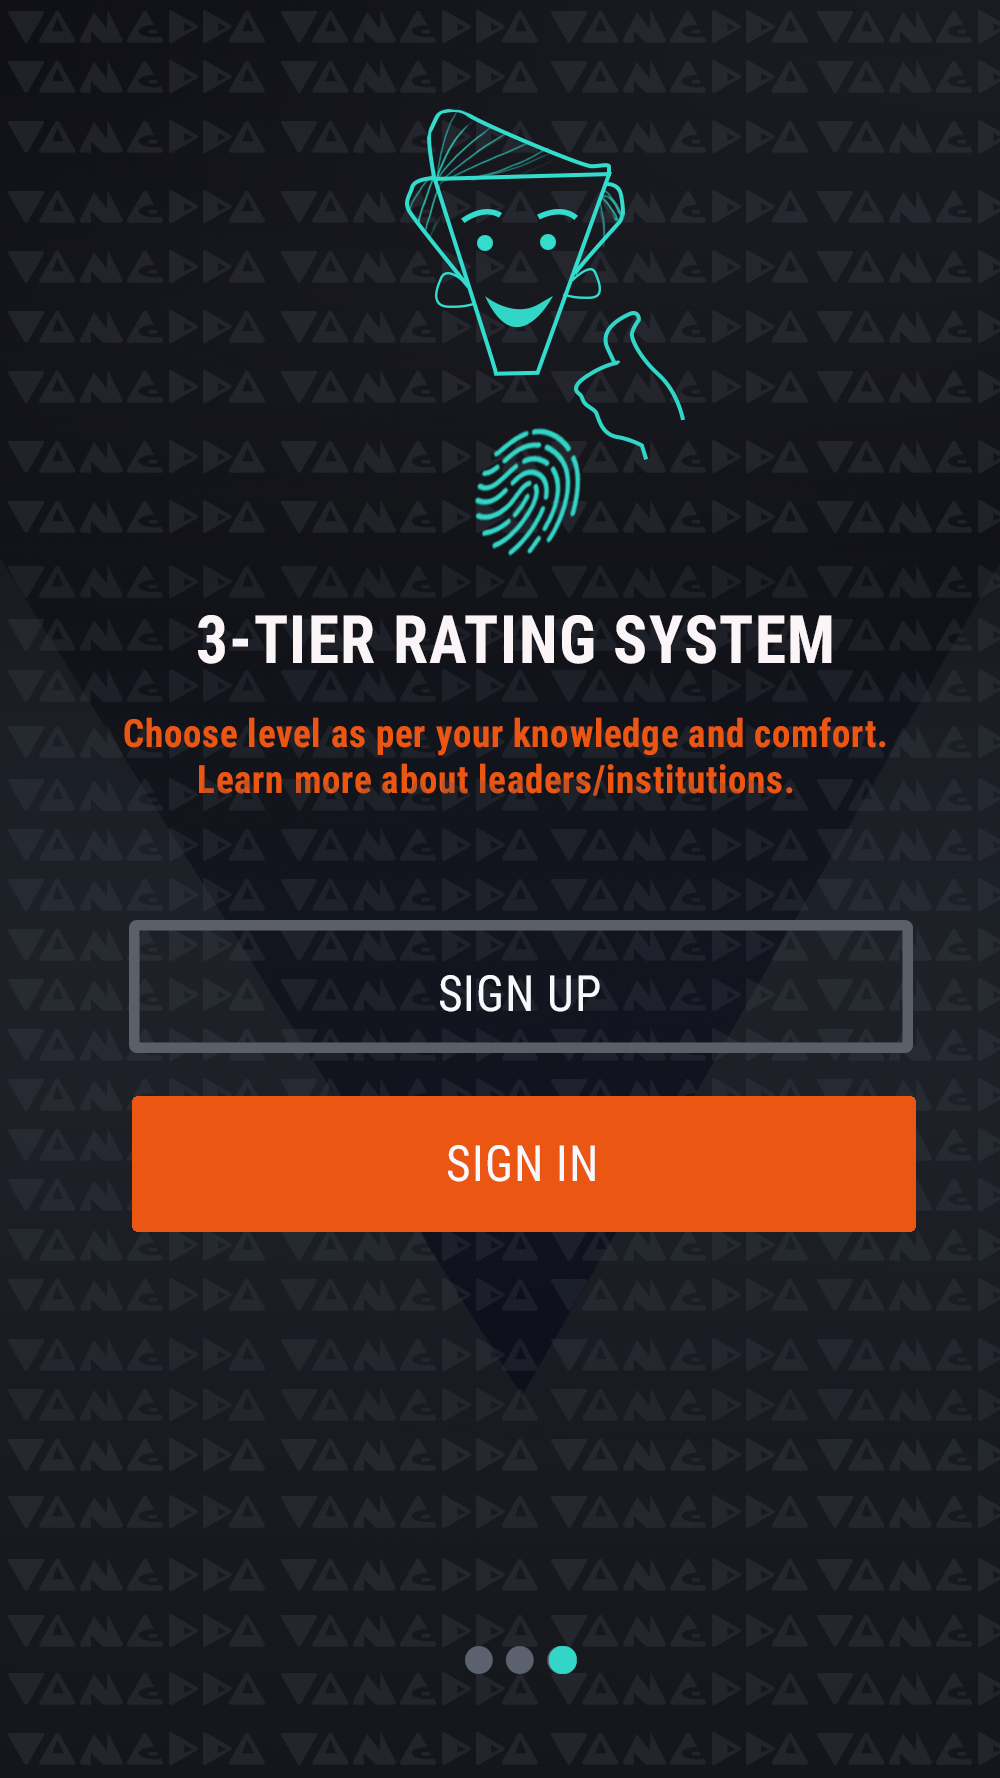 3-TIER RATING SYSTEM
Choose level as per your knowledge and comfort.
Learn more about leaders/institutions.
SIGN UP
SIGN IN